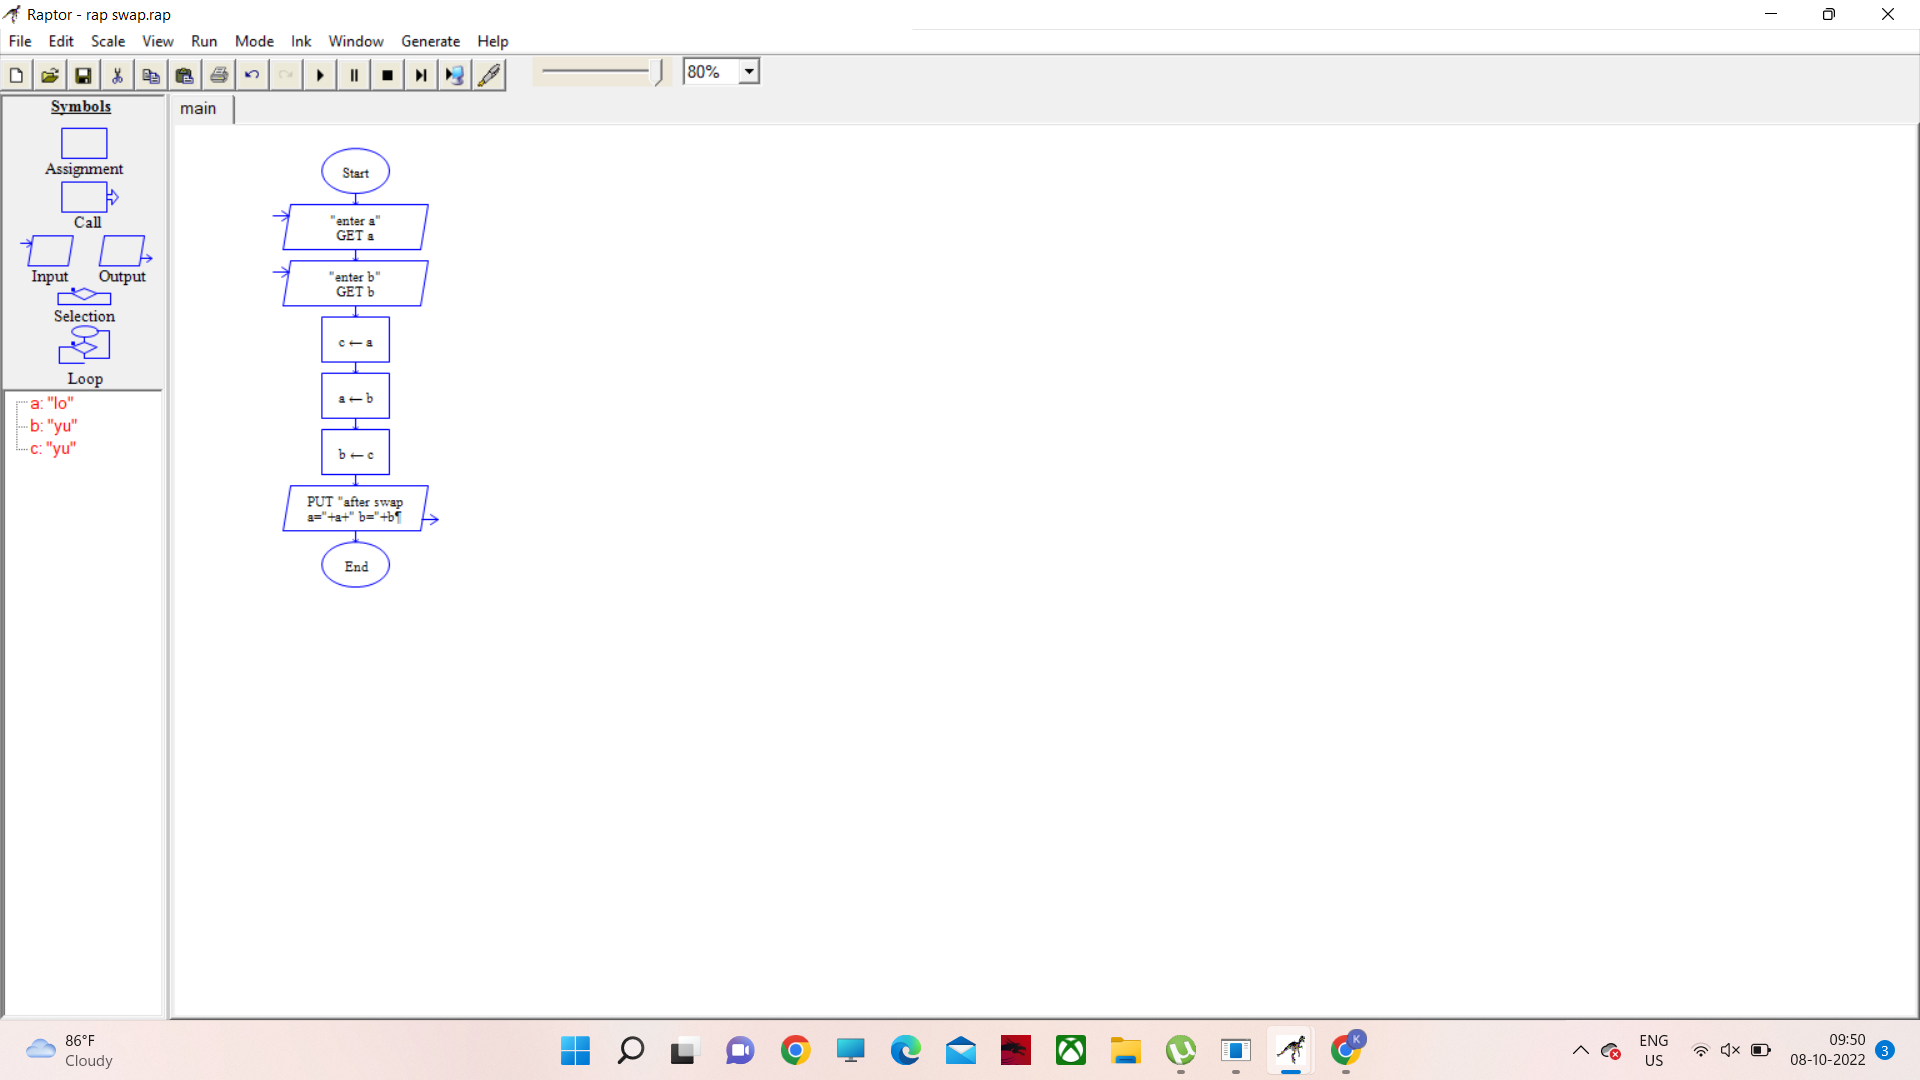 Raptor - rap swap.rap
File Edit Scale View Run Mode Ink Window Generate Help
80%
Symbols
Assignment
Call
Input Output
Selection
Loop
a: "lo"
b: "yu"
c: "yu"
main
Start
"enter a"
GET a
"enter b"
GET b
c ← a
a ← b
b ← c
PUT "after swap
a="+a+" b="+b¶
End
86°F
Cloudy
K
ENG
US
09:50
08-10-2022
3